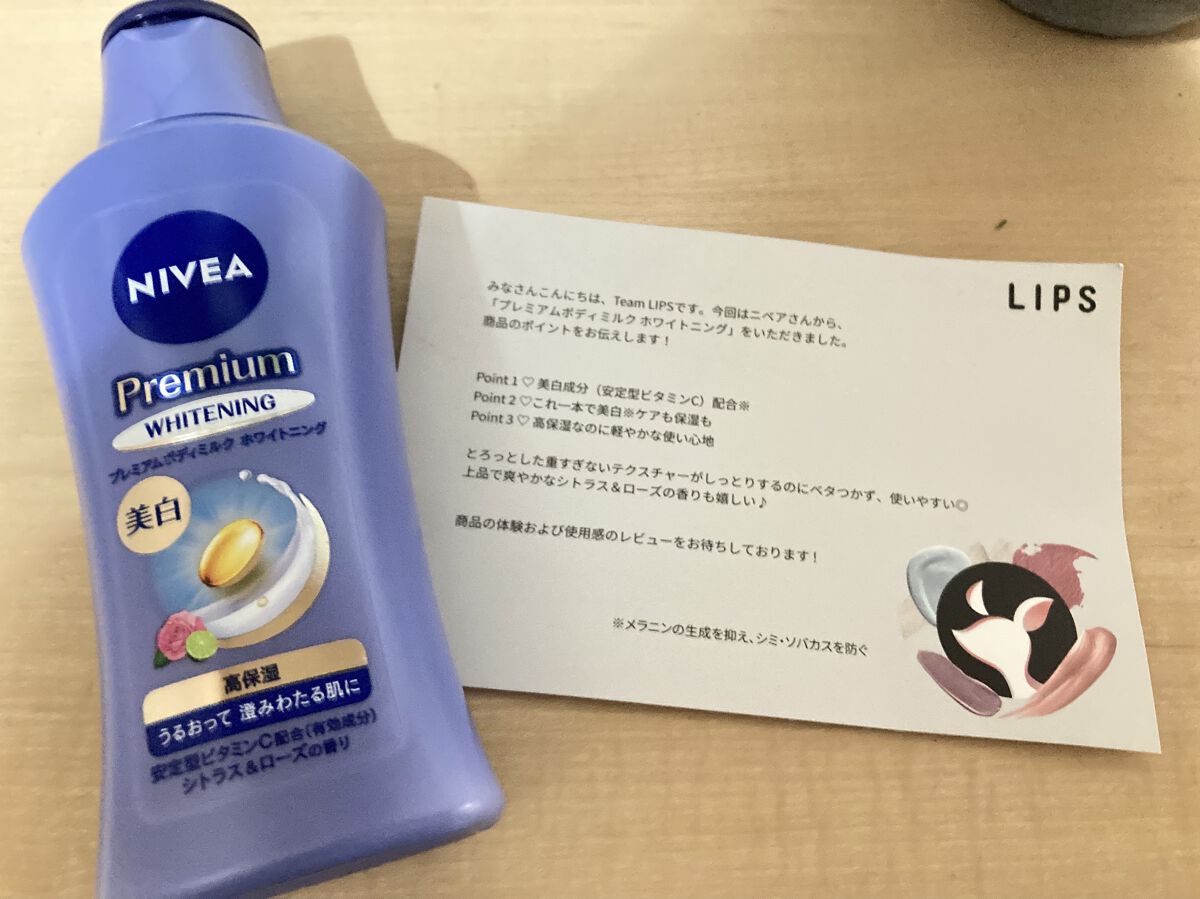 NIVEA
Premium
WHITENING
プレミアムボディミルク ホワイトニング
美白
高保湿
うるおって 澄みわたる肌に
安定型ビタミンC配合(有効成分)
シトラス&ローズの香り
LIPS
みなさんこんにちは、Team LIPSです。今回はニベアさんから、
「プレミアムボディミルク ホワイトニング」をいただきました。
商品のポイントをお伝えします!
Point 1 ♡ 美白成分(安定型ビタミンC)配合※
Point 2 ♡これ一本で美白※ケアも保湿も
Point 3 ♡ 高保湿なのに軽やかな使い心地
とろっとした重すぎないテクスチャーがしっとりするのにベタつかず、使いやすい◎
上品で爽やかなシトラス&ローズの香りも嬉しい♪
商品の体験および使用感のレビューをお待ちしております!
※メラニンの生成を抑え、シミ・ソバカスを防ぐ